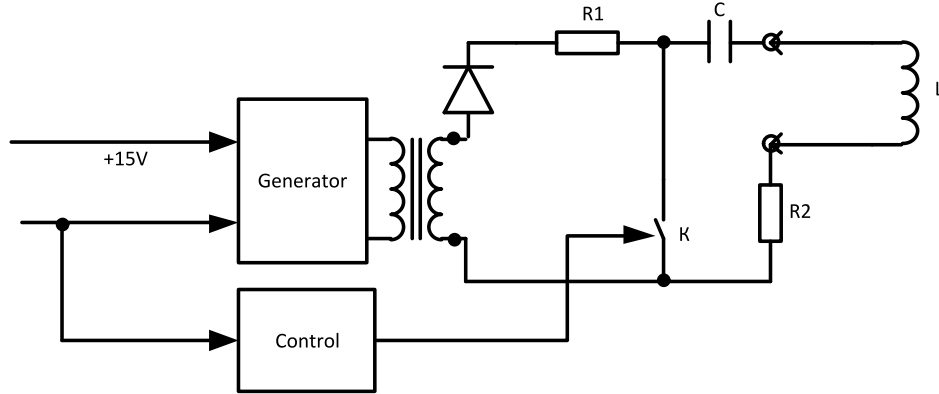 R1
C
L
+15V
Generator
R2
K
Control